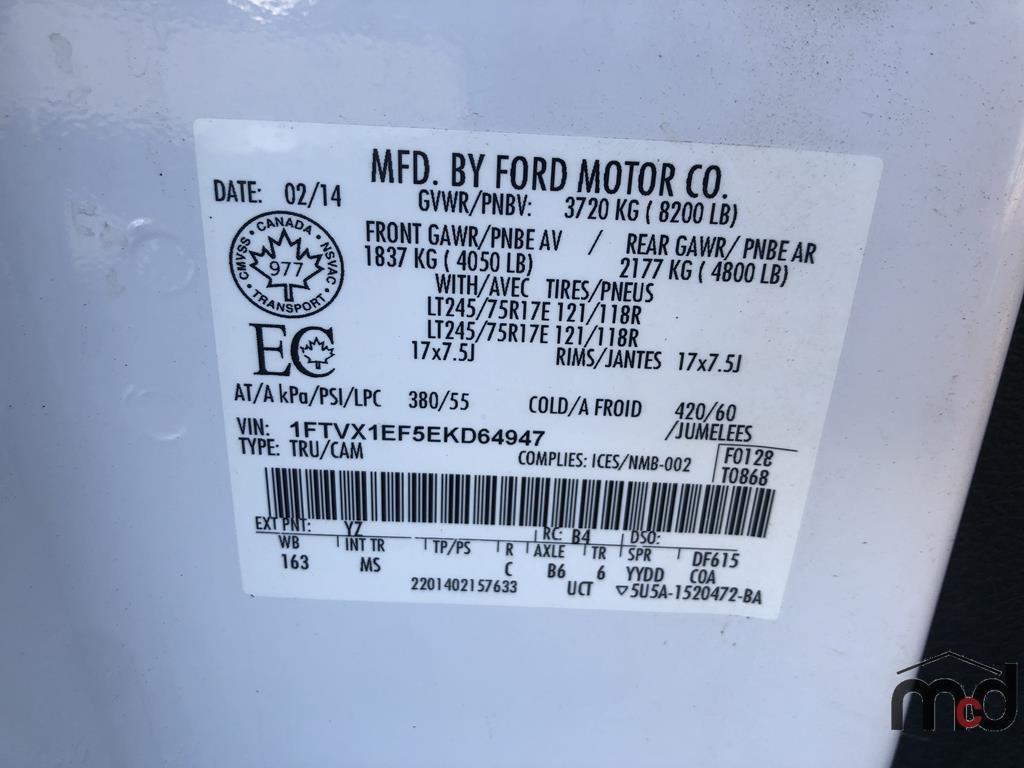 MFD. BY FORD MOTOR CO.
DATE: 02/14
GVWR/PNBV: 3720 KG ( 8200 LB)
FRONT GAWR/PNBE AV / REAR GAWR/ PNBE AR
1837 KG ( 4050 LB) 2177 KG ( 4800 LB)
WITH/AVEC TIRES/PNEUS
LT245/75R17E 121/118R
LT245/75R17E 121/118R
17x7.5J RIMS/JANTES 17x7.5J
CMVSS • CANADA • NSVAC • TRANSPORT •
977
EC
AT/A kPa/PSI/LPC 380/55 COLD/A FROID 420/60
/JUMELEES
VIN: 1FTVX1EF5EKD64947
TYPE: TRU/CAM COMPLIES: ICES/NMB-002
F0128
T0868
EXT PNT: YZ RC: B4 DSO:
WB INT TR TP/PS R AXLE TR SPR DF615
163 MS C B6 6 YYDD COA
2201402157633 UCT ▽5U5A-1520472-BA
mcd